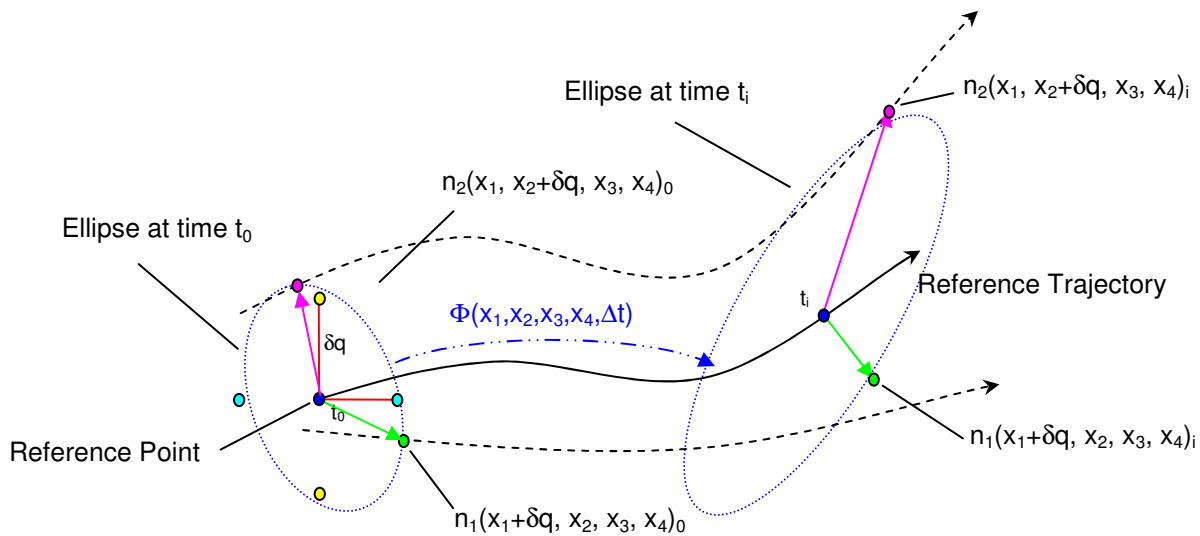 Ellipse at time tᵢ
n₂(x₁, x₂+δq, x₃, x₄)ᵢ
n₂(x₁, x₂+δq, x₃, x₄)₀
Ellipse at time t₀
Φ(x₁,x₂,x₃,x₄,Δt)
tᵢ
Reference Trajectory
δq
t₀
Reference Point
n₁(x₁+δq, x₂, x₃, x₄)ᵢ
n₁(x₁+δq, x₂, x₃, x₄)₀